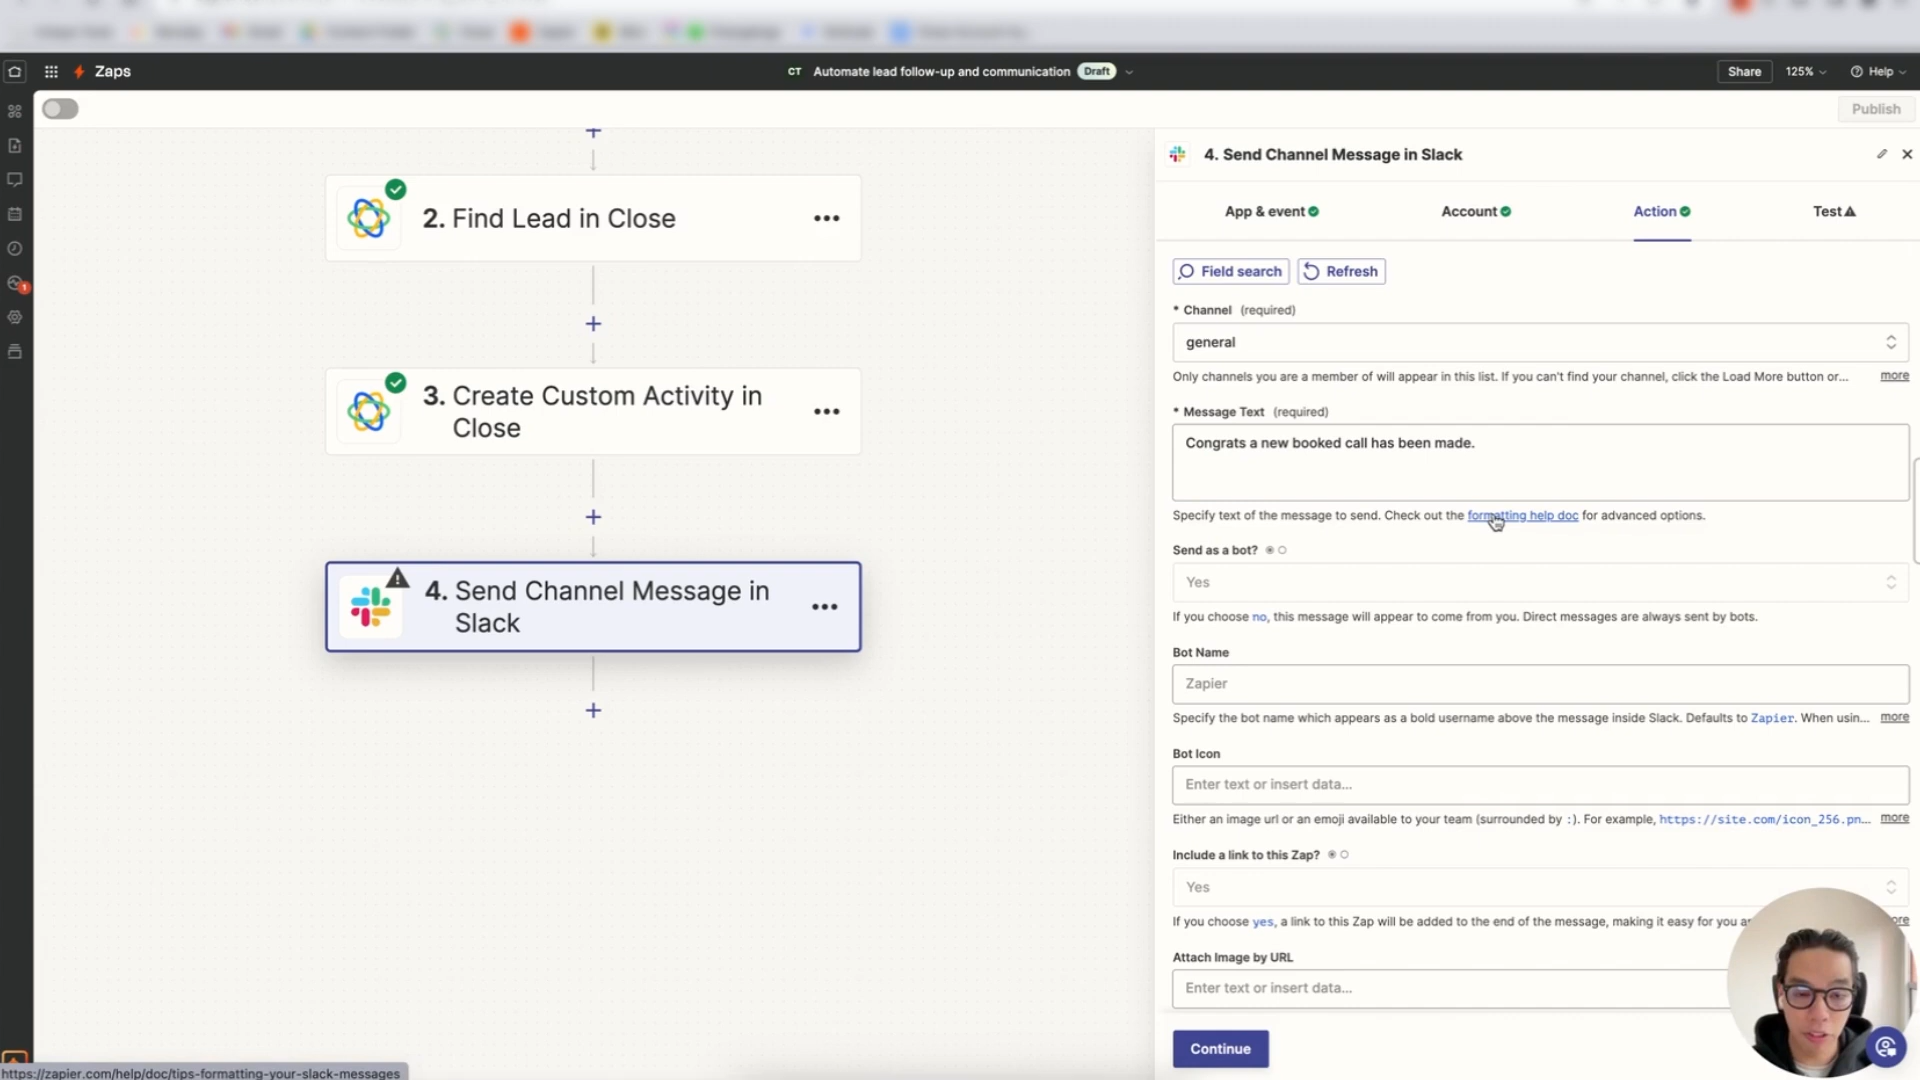 Zaps
CT Automate lead follow-up and communication Draft
Share
125%
Help
Publish
1
2. Find Lead in Close
3. Create Custom Activity in
Close
4. Send Channel Message in
Slack
4. Send Channel Message in Slack
App & event
Account
Action
Test
Field search
Refresh
* Channel (required)
general
Only channels you are a member of will appear in this list. If you can't find your channel, click the Load More button or...
more
* Message Text (required)
Congrats a new booked call has been made.
Specify text of the message to send. Check out the formatting help doc for advanced options.
Send as a bot?
Yes
If you choose no, this message will appear to come from you. Direct messages are always sent by bots.
Bot Name
Zapier
Specify the bot name which appears as a bold username above the message inside Slack. Defaults to Zapier. When usin...
more
Bot Icon
Enter text or insert data...
Either an image url or an emoji available to your team (surrounded by :). For example, https://site.com/icon_256.pn...
more
Include a link to this Zap?
Yes
If you choose yes, a link to this Zap will be added to the end of the message, making it easy for you
Attach Image by URL
Enter text or insert data...
Continue
https://zapier.com/help/doc/tips-formatting-your-slack-messages